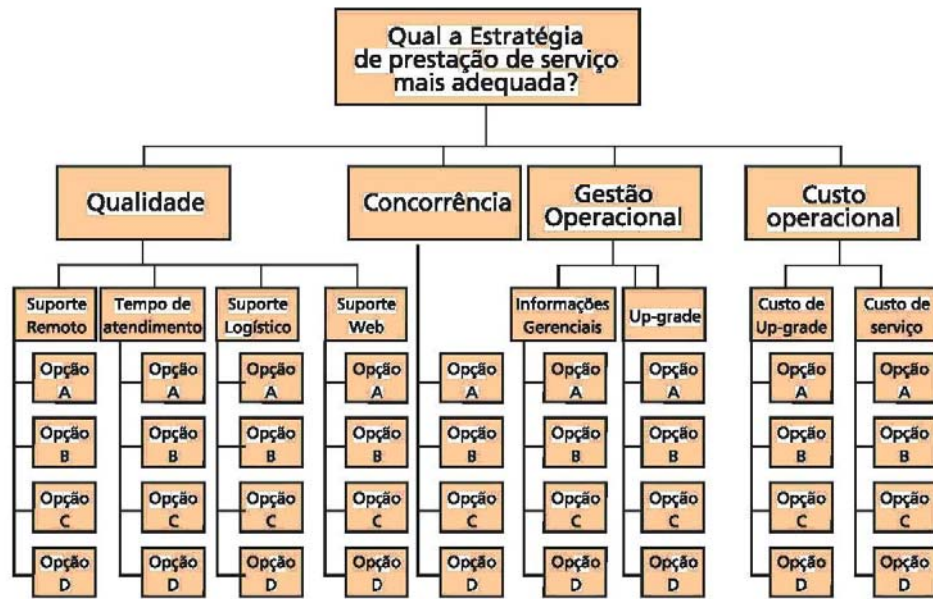 Qual a Estratégia
de prestação de serviço
mais adequada?
Qualidade
Concorrência
Gestão
Operacional
Custo
operacional
Suporte
Remoto
Tempo de
atendimento
Suporte
Logístico
Suporte
Web
Informações
Gerenciais
Up-grade
Custo de
Up-grade
Custo de
serviço
Opção
A
Opção
A
Opção
A
Opção
A
Opção
A
Opção
A
Opção
A
Opção
A
Opção
A
Opção
B
Opção
B
Opção
B
Opção
B
Opção
B
Opção
B
Opção
B
Opção
B
Opção
B
Opção
C
Opção
C
Opção
C
Opção
C
Opção
C
Opção
C
Opção
C
Opção
C
Opção
C
Opção
D
Opção
D
Opção
D
Opção
D
Opção
D
Opção
D
Opção
D
Opção
D
Opção
D